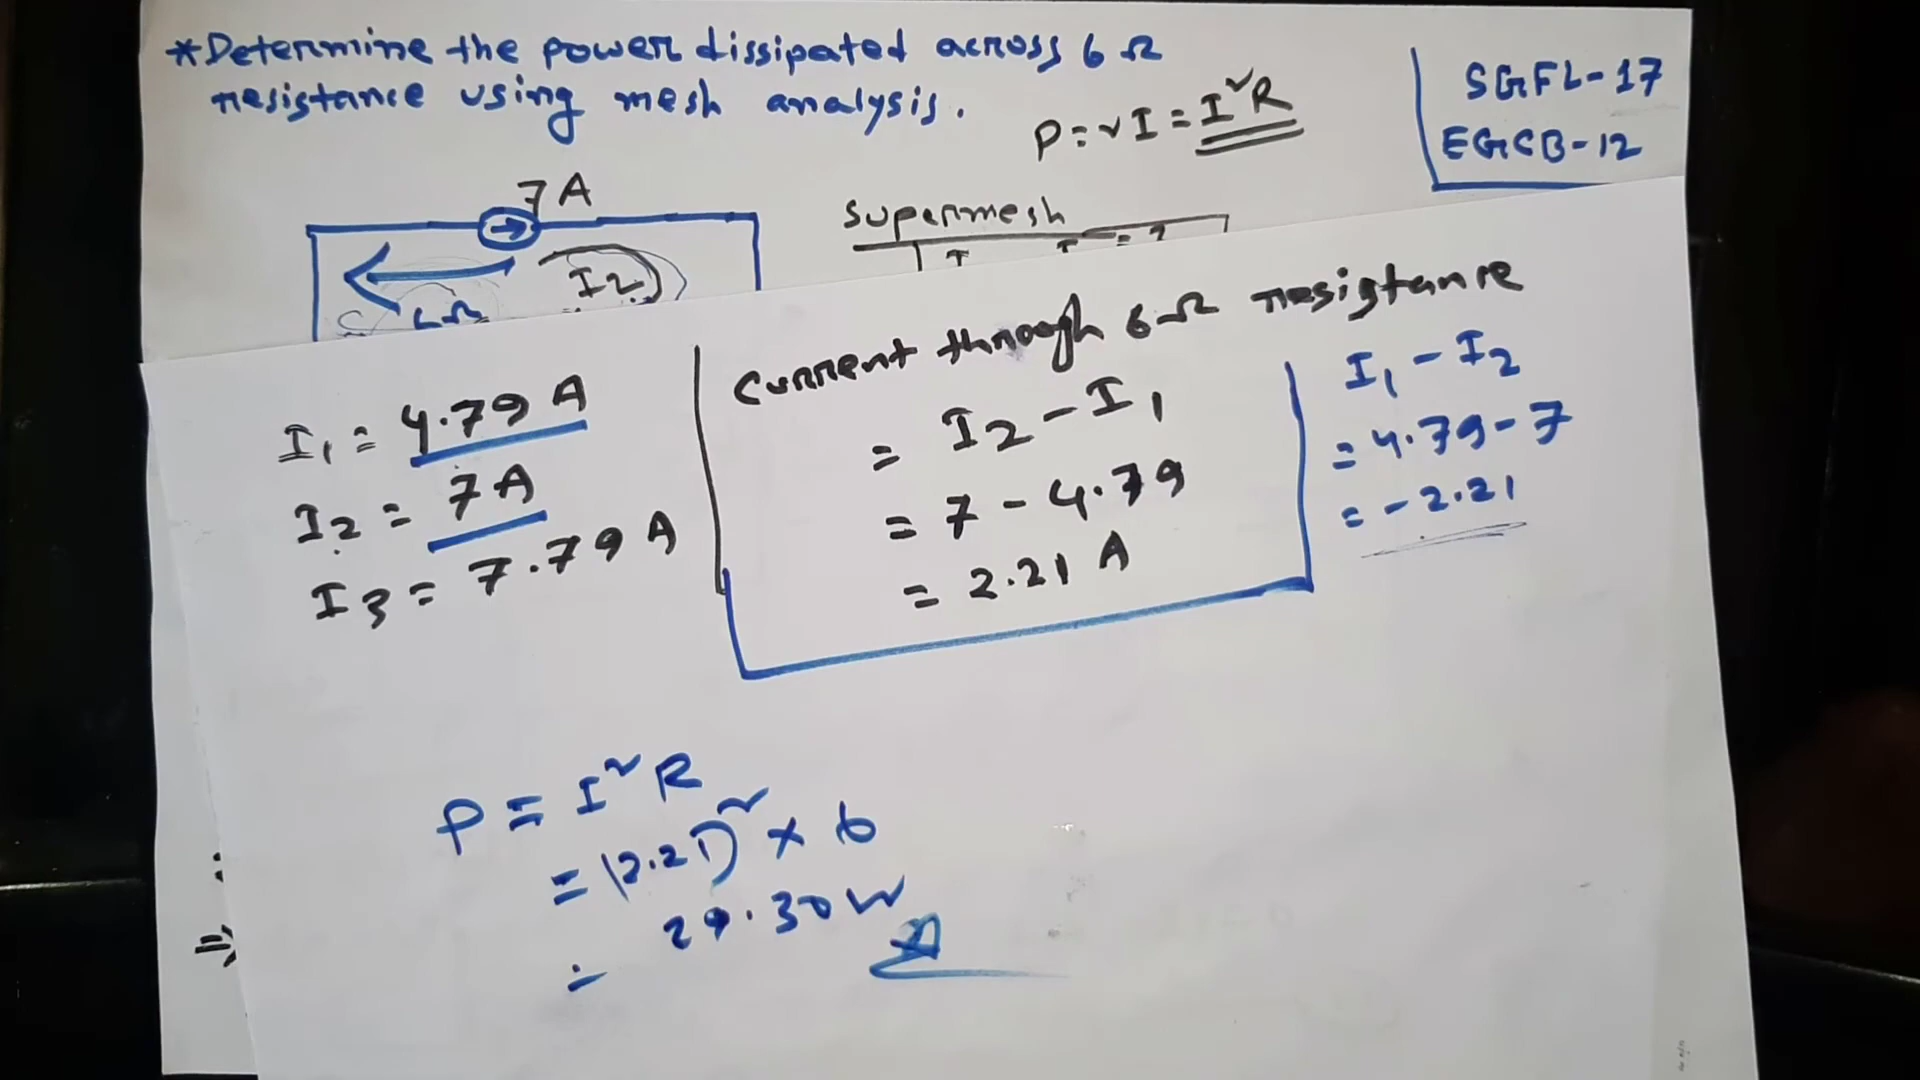 *Determine the power dissipated across 6 Ω
resistance using mesh analysis.
P = VI = I²R
SGFL-17
EGCB-12
7A
I2
6Ω
Supermesh
Current through 6Ω resistance
= I2 - I1
= 7 - 4.79
= 2.21 A
I1 = 4.79 A
I2 = 7A
I3 = 7.79 A
I1 - I2
= 4.79 - 7
= -2.21
P = I²R
= (2.21)² × 6
= 29.30 W